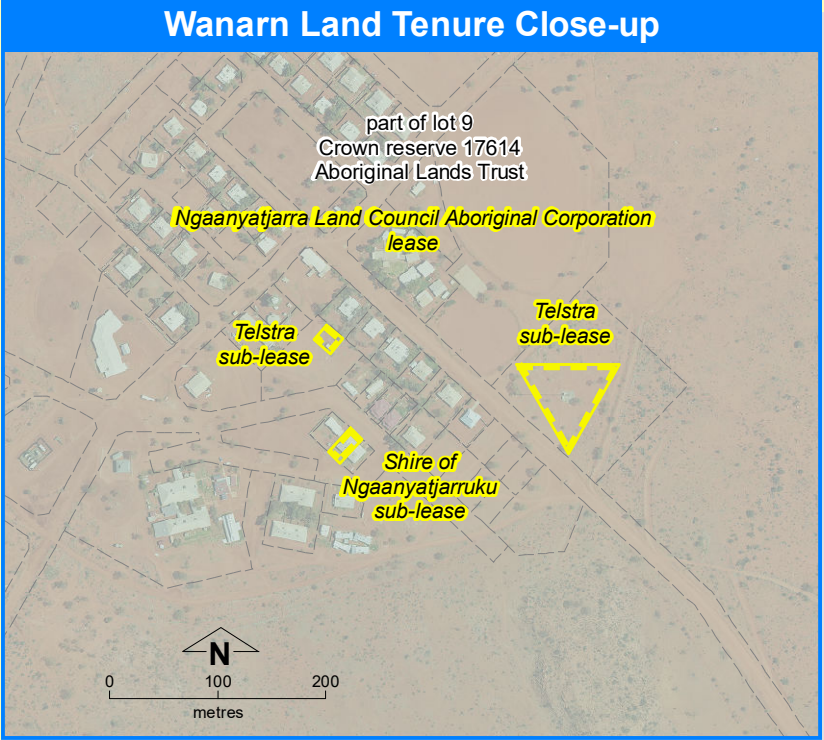 Wanarn Land Tenure Close-up
part of lot 9
Crown reserve 17614
Aboriginal Lands Trust
Ngaanyatjarra Land Council Aboriginal Corporation
lease
Telstra
sub-lease
Telstra
sub-lease
Shire of
Ngaanyatjarruku
sub-lease
N
0 100 200
metres